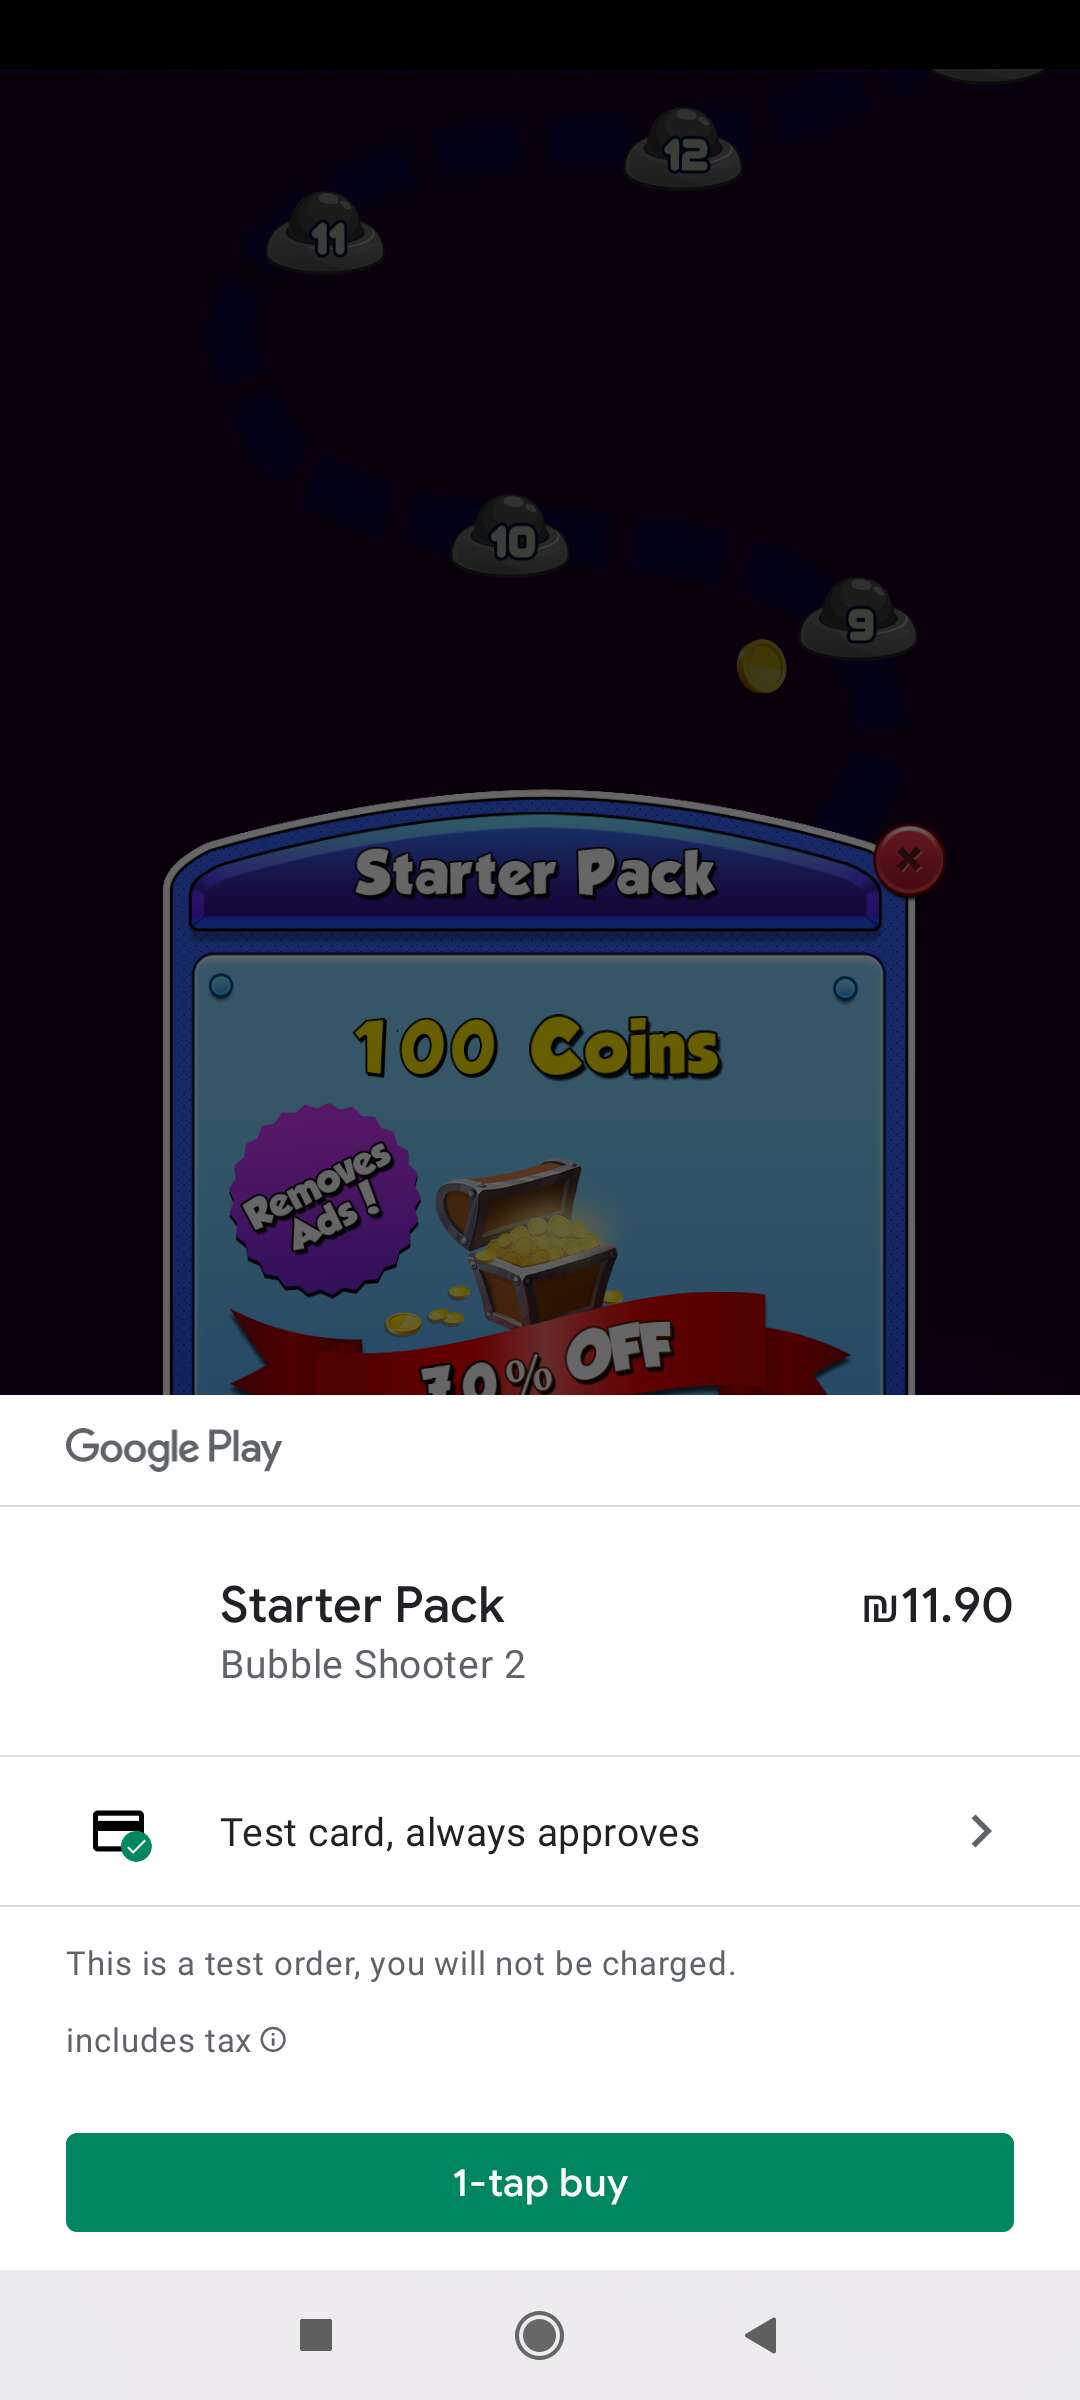 12
11
10
9
Starter Pack
100 Coins
Removes
Ads!
70% OFF
Google Play
Starter Pack
₪11.90
Bubble Shooter 2
Test card, always approves
This is a test order, you will not be charged.
includes tax
1-tap buy